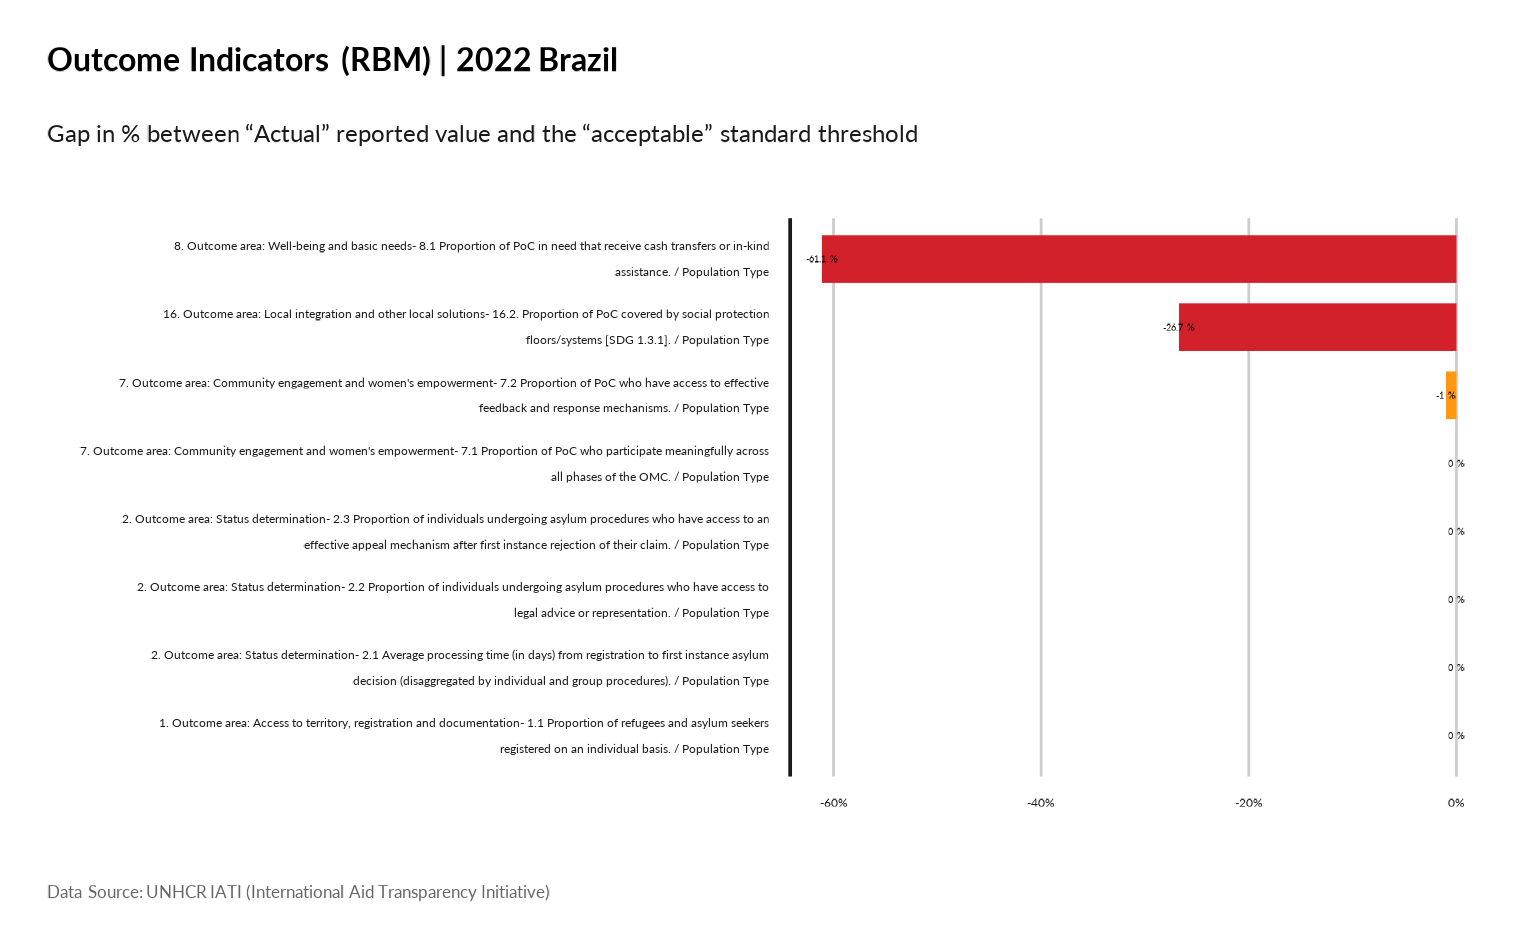 Outcome Indicators (RBM) | 2022 Brazil
Gap in % between “Actual” reported value and the “acceptable” standard threshold
8. Outcome area: Well-being and basic needs- 8.1 Proportion of PoC in need that receive cash transfers or in-kind
assistance. / Population Type
-61.1 %
16. Outcome area: Local integration and other local solutions- 16.2. Proportion of PoC covered by social protection
floors/systems [SDG 1.3.1]. / Population Type
-26.7 %
7. Outcome area: Community engagement and women's empowerment- 7.2 Proportion of PoC who have access to effective
feedback and response mechanisms. / Population Type
-1 %
7. Outcome area: Community engagement and women's empowerment- 7.1 Proportion of PoC who participate meaningfully across
all phases of the OMC. / Population Type
0 %
2. Outcome area: Status determination- 2.3 Proportion of individuals undergoing asylum procedures who have access to an
effective appeal mechanism after first instance rejection of their claim. / Population Type
0 %
2. Outcome area: Status determination- 2.2 Proportion of individuals undergoing asylum procedures who have access to
legal advice or representation. / Population Type
0 %
2. Outcome area: Status determination- 2.1 Average processing time (in days) from registration to first instance asylum
decision (disaggregated by individual and group procedures). / Population Type
0 %
1. Outcome area: Access to territory, registration and documentation- 1.1 Proportion of refugees and asylum seekers
registered on an individual basis. / Population Type
0 %
-60% -40% -20% 0%
Data Source: UNHCR IATI (International Aid Transparency Initiative)